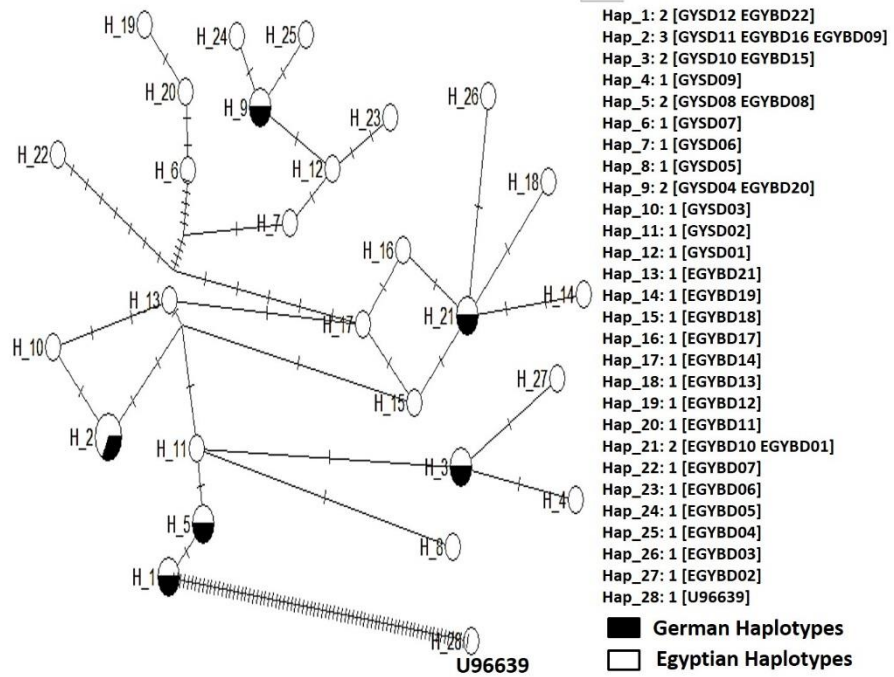 H_19
H_24
H_25
H_20
H_9
H_26
H_23
H_22
H_6
H_12
H_18
H_7
H_16
H_13
H_14
H_21
H_17
H_10
H_27
H_15
H_2
H_11
H_3
H_4
H_5
H_8
H_1
H_28
U96639
Hap_1: 2 [GYSD12 EGYBD22]
Hap_2: 3 [GYSD11 EGYBD16 EGYBD09]
Hap_3: 2 [GYSD10 EGYBD15]
Hap_4: 1 [GYSD09]
Hap_5: 2 [GYSD08 EGYBD08]
Hap_6: 1 [GYSD07]
Hap_7: 1 [GYSD06]
Hap_8: 1 [GYSD05]
Hap_9: 2 [GYSD04 EGYBD20]
Hap_10: 1 [GYSD03]
Hap_11: 1 [GYSD02]
Hap_12: 1 [GYSD01]
Hap_13: 1 [EGYBD21]
Hap_14: 1 [EGYBD19]
Hap_15: 1 [EGYBD18]
Hap_16: 1 [EGYBD17]
Hap_17: 1 [EGYBD14]
Hap_18: 1 [EGYBD13]
Hap_19: 1 [EGYBD12]
Hap_20: 1 [EGYBD11]
Hap_21: 2 [EGYBD10 EGYBD01]
Hap_22: 1 [EGYBD07]
Hap_23: 1 [EGYBD06]
Hap_24: 1 [EGYBD05]
Hap_25: 1 [EGYBD04]
Hap_26: 1 [EGYBD03]
Hap_27: 1 [EGYBD02]
Hap_28: 1 [U96639]
German Haplotypes
Egyptian Haplotypes